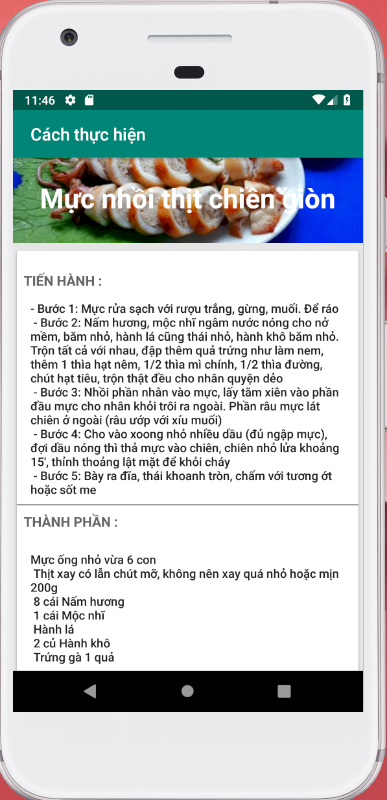 11:46
Cách thực hiện
Mực nhồi thịt chiên giòn
TIẾN HÀNH :
- Bước 1: Mực rửa sạch với rượu trắng, gừng, muối. Để ráo
- Bước 2: Nấm hương, mộc nhĩ ngâm nước nóng cho nở
mềm, băm nhỏ, hành lá cũng thái nhỏ, hành khô băm nhỏ.
Trộn tất cả với nhau, đập thêm quả trứng như làm nem,
thêm 1 thìa hạt nêm, 1/2 thìa mì chính, 1/2 thìa đường,
chút hạt tiêu, trộn thật đều cho nhân quyện dẻo
- Bước 3: Nhồi phần nhân vào mực, lấy tăm xiên vào phần
đầu mực cho nhân khỏi trôi ra ngoài. Phần râu mực lát
chiên ở ngoài (râu ướp với xíu muối)
- Bước 4: Cho vào xoong nhỏ nhiều dầu (đủ ngập mực),
đợi dầu nóng thì thả mực vào chiên, chiên nhỏ lửa khoảng
15', thỉnh thoảng lật mặt để khỏi cháy
- Bước 5: Bày ra đĩa, thái khoanh tròn, chấm với tương ớt
hoặc sốt me
THÀNH PHẦN :
Mực ống nhỏ vừa 6 con
Thịt xay có lẫn chút mỡ, không nên xay quá nhỏ hoặc mịn
200g
8 cái Nấm hương
1 cái Mộc nhĩ
Hành lá
2 củ Hành khô
Trứng gà 1 quả